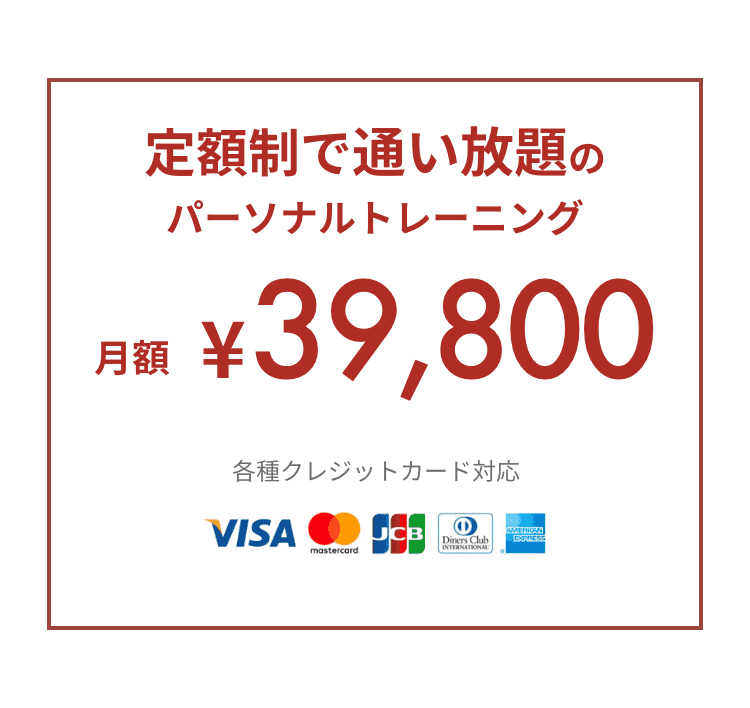 定額制で通い放題の
パーソナルトレーニング
月額 ¥39,800
各種クレジットカード対応
VISA mastercard. JCB Diners Club INTERNATIONAL AMERICAN EXPRESS